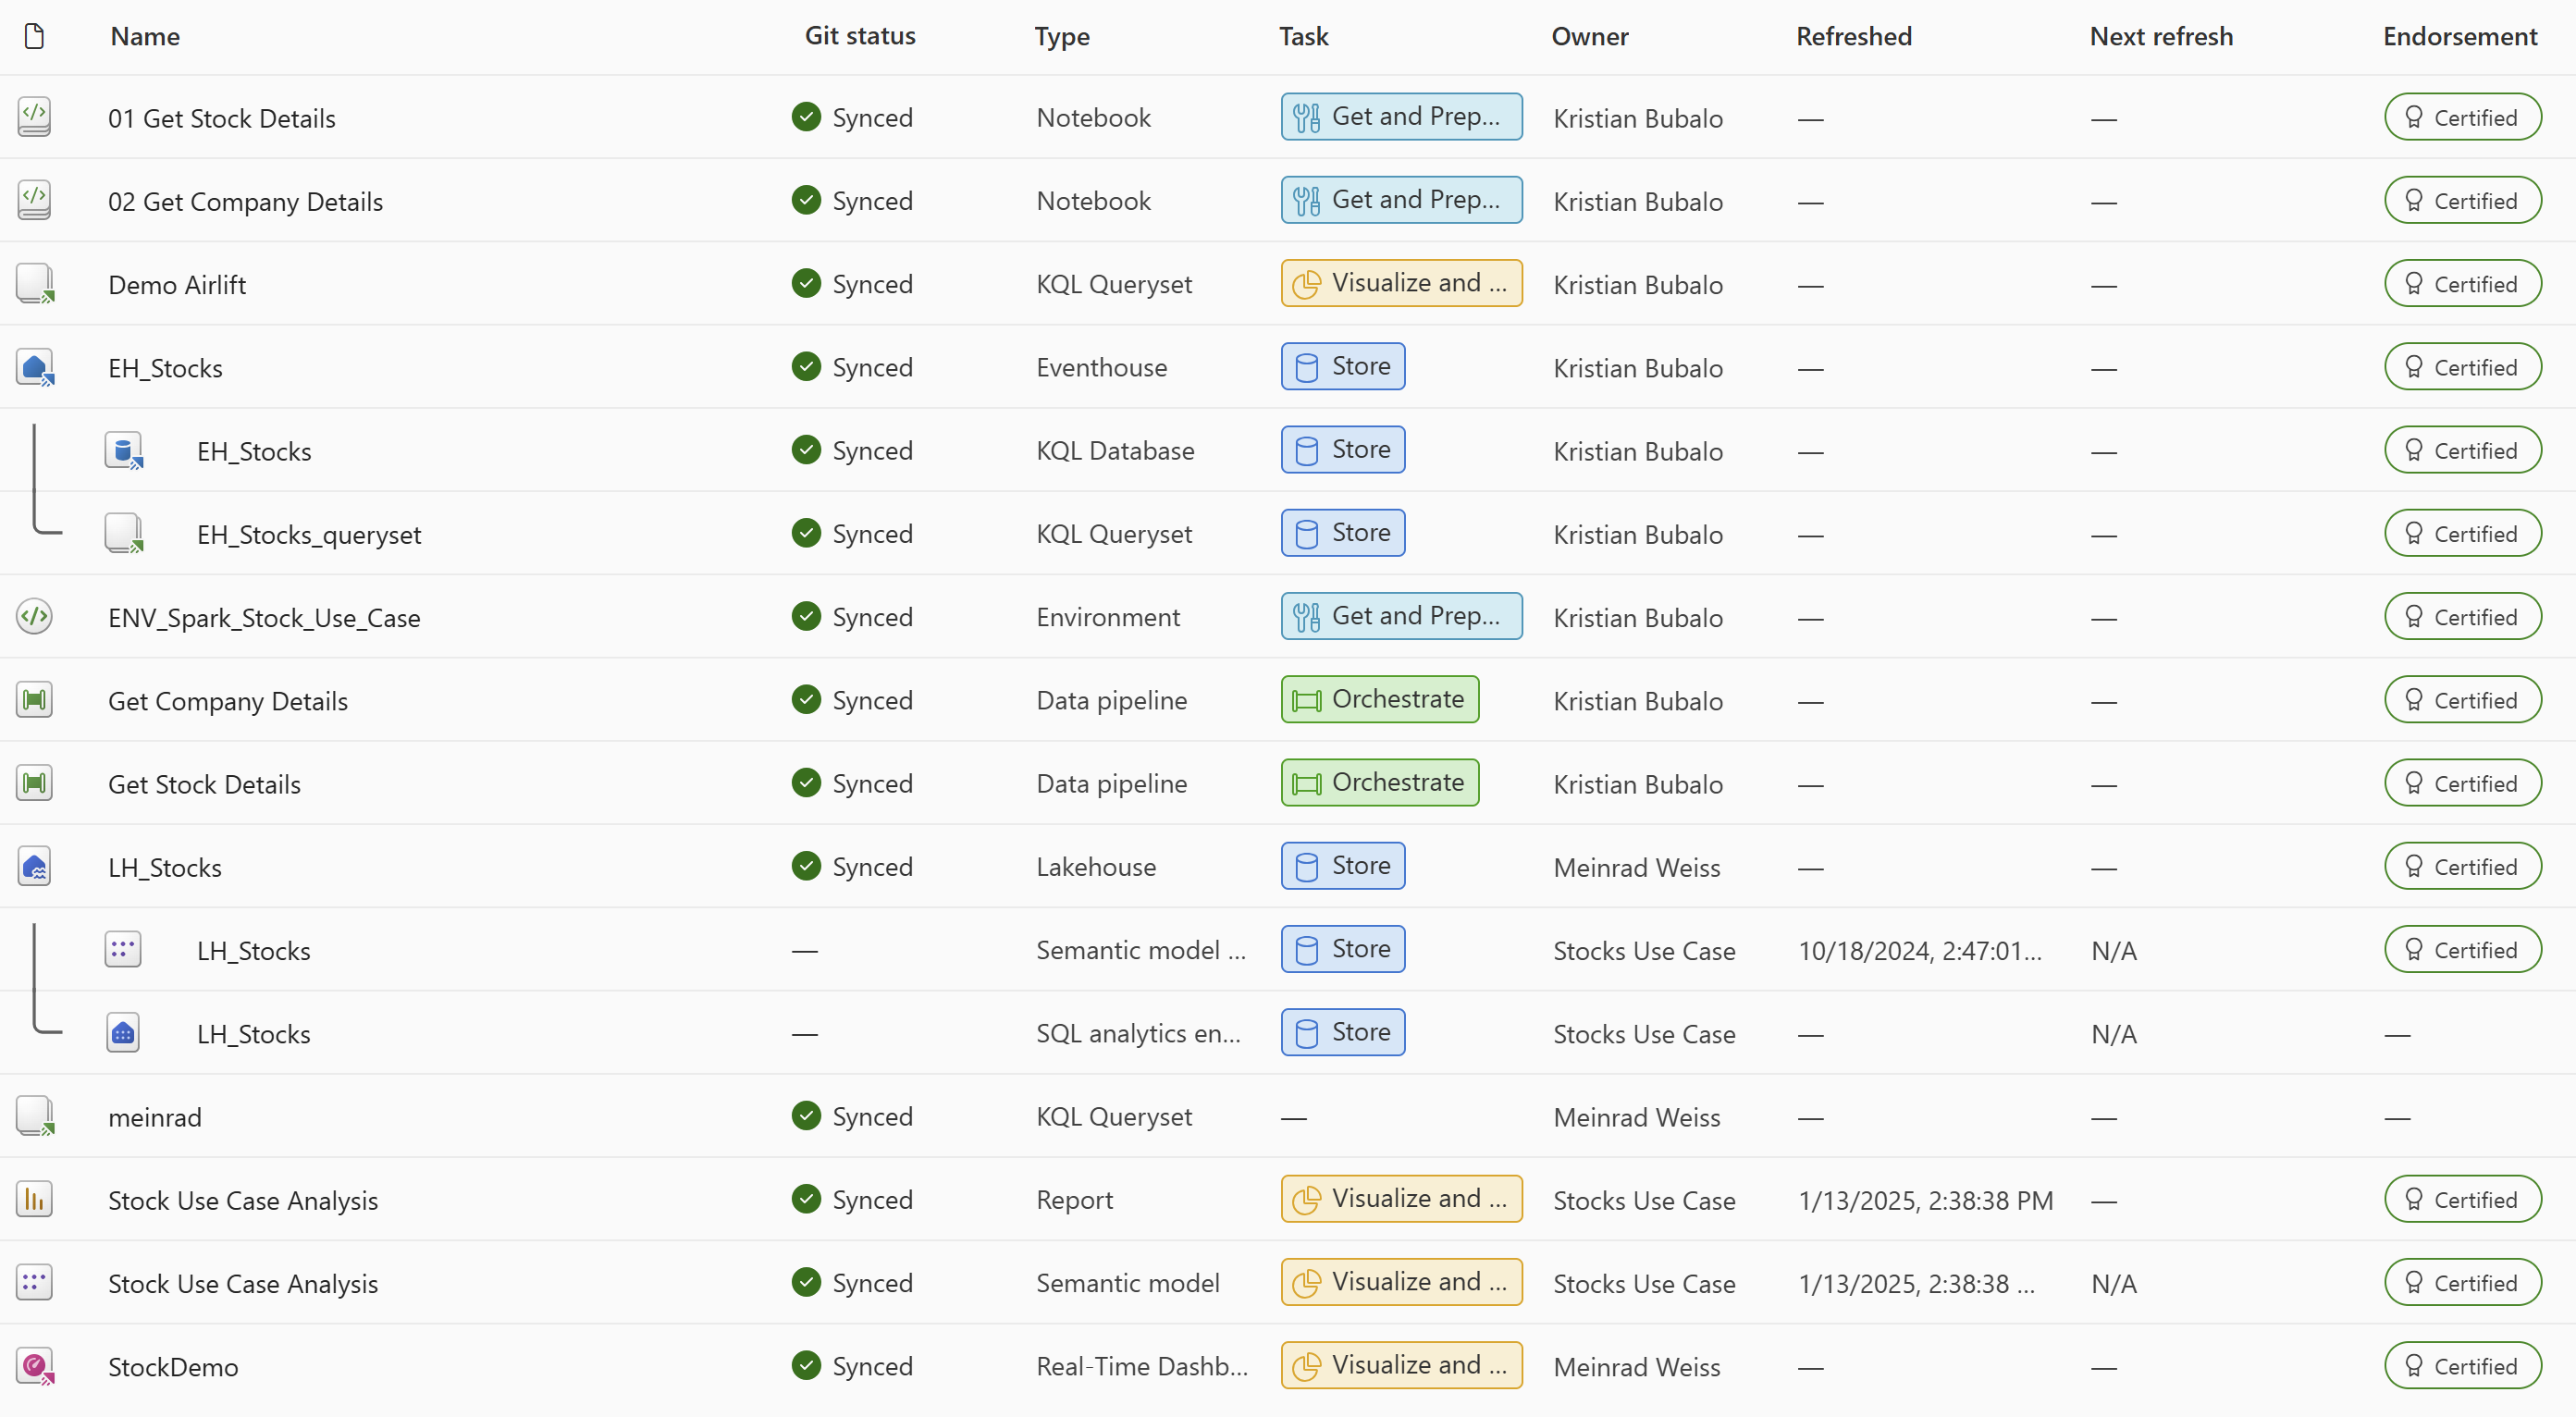 Name Git status Type Task Owner Refreshed Next refresh Endorsement
01 Get Stock Details Synced Notebook Get and Prep... Kristian Bubalo — — Certified
02 Get Company Details Synced Notebook Get and Prep... Kristian Bubalo — — Certified
Demo Airlift Synced KQL Queryset Visualize and ... Kristian Bubalo — — Certified
EH_Stocks Synced Eventhouse Store Kristian Bubalo — — Certified
EH_Stocks Synced KQL Database Store Kristian Bubalo — — Certified
EH_Stocks_queryset Synced KQL Queryset Store Kristian Bubalo — — Certified
ENV_Spark_Stock_Use_Case Synced Environment Get and Prep... Kristian Bubalo — — Certified
Get Company Details Synced Data pipeline Orchestrate Kristian Bubalo — — Certified
Get Stock Details Synced Data pipeline Orchestrate Kristian Bubalo — — Certified
LH_Stocks Synced Lakehouse Store Meinrad Weiss — — Certified
LH_Stocks — Semantic model ... Store Stocks Use Case 10/18/2024, 2:47:01... N/A Certified
LH_Stocks — SQL analytics en... Store Stocks Use Case — N/A —
meinrad Synced KQL Queryset — Meinrad Weiss — — —
Stock Use Case Analysis Synced Report Visualize and ... Stocks Use Case 1/13/2025, 2:38:38 PM — Certified
Stock Use Case Analysis Synced Semantic model Visualize and ... Stocks Use Case 1/13/2025, 2:38:38 ... N/A Certified
StockDemo Synced Real-Time Dashb... Visualize and ... Meinrad Weiss — — Certified